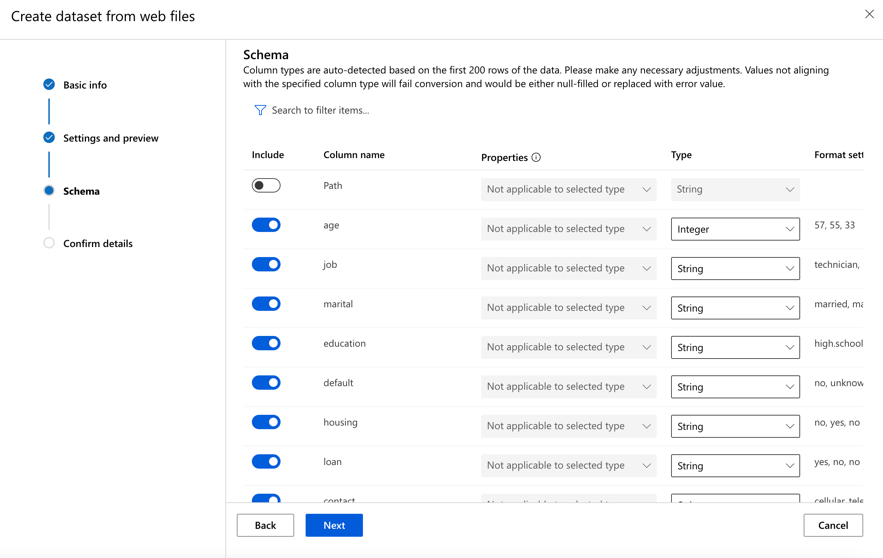 Create dataset from web files
Basic info
Settings and preview
Schema
Confirm details
Schema
Column types are auto-detected based on the first 200 rows of the data. Please make any necessary adjustments. Values not aligning
with the specified column type will fail conversion and would be either null-filled or replaced with error value.
Search to filter items...
Include Column name Properties Type Format sett
Path Not applicable to selected type String
age Not applicable to selected type Integer 57, 55, 33
job Not applicable to selected type String technician,
marital Not applicable to selected type String married, ma
education Not applicable to selected type String high.school
default Not applicable to selected type String no, unknow
housing Not applicable to selected type String no, yes, no
loan Not applicable to selected type String yes, no, no
contact cellular, tele
Back Next Cancel